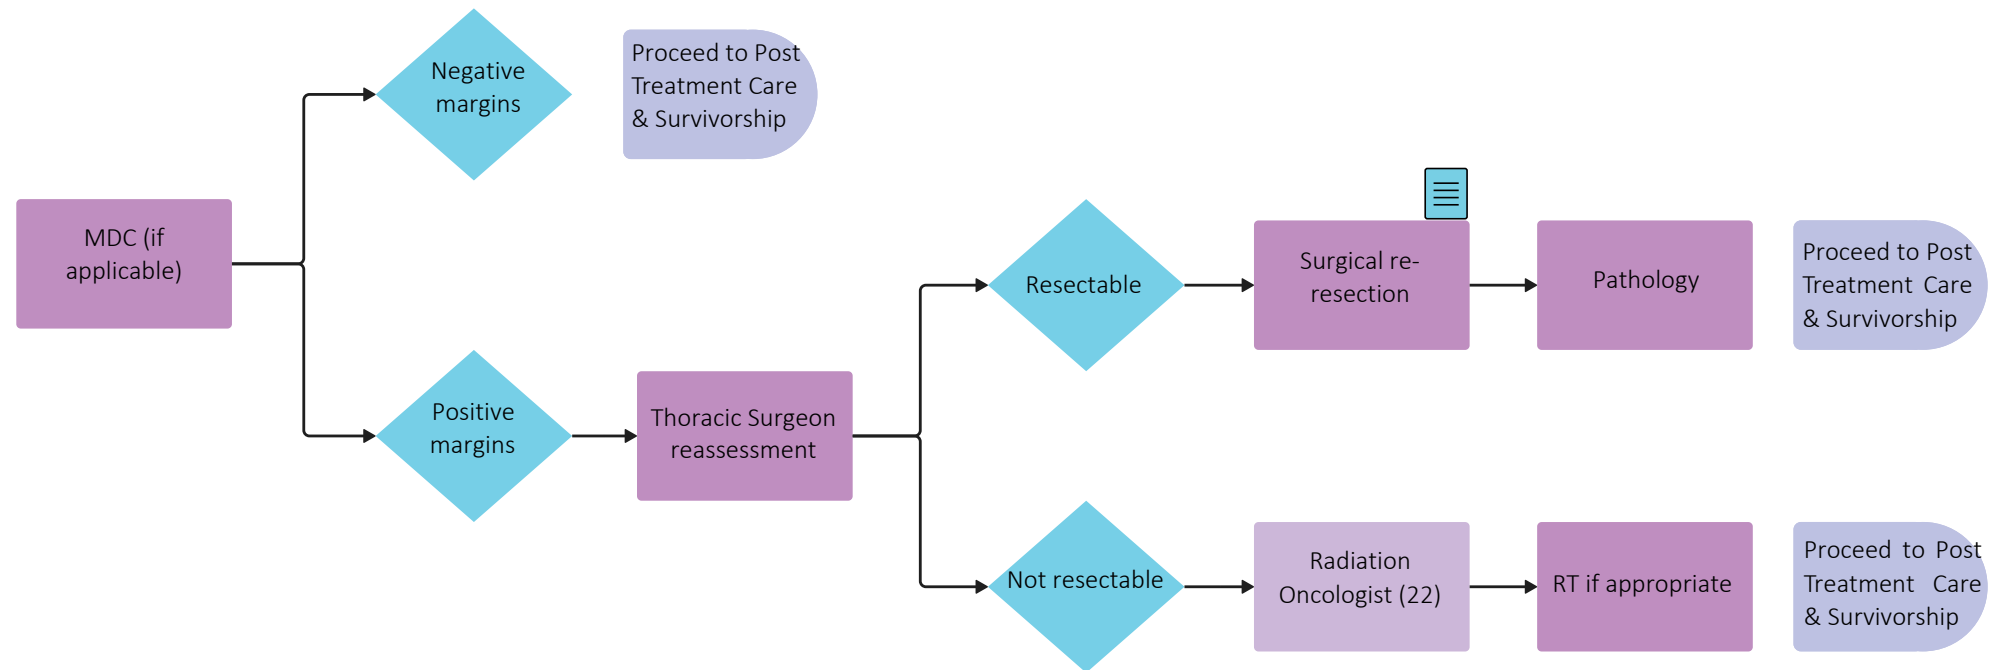 Negative
margins
Proceed to Post
Treatment Care
& Survivorship
MDC (if
applicable)
Resectable
Surgical re-
resection
Pathology
Proceed to Post
Treatment Care
& Survivorship
Positive
margins
Thoracic Surgeon
reassessment
Not resectable
Radiation
Oncologist (22)
RT if appropriate
Proceed to Post
Treatment Care
& Survivorship